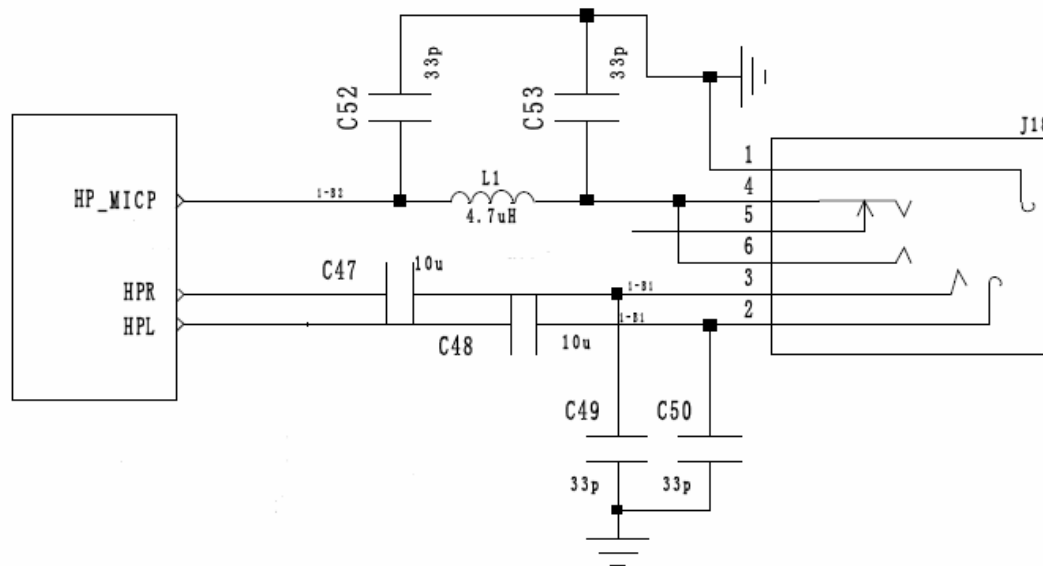 33p
33p
C52
C53
J18
1
HP_MICP
1-B2
L1
4.7uH
4
5
6
C47
10u
HPR
1-B1
3
HPL
1-B1
2
C48
10u
C49
C50
33p
33p